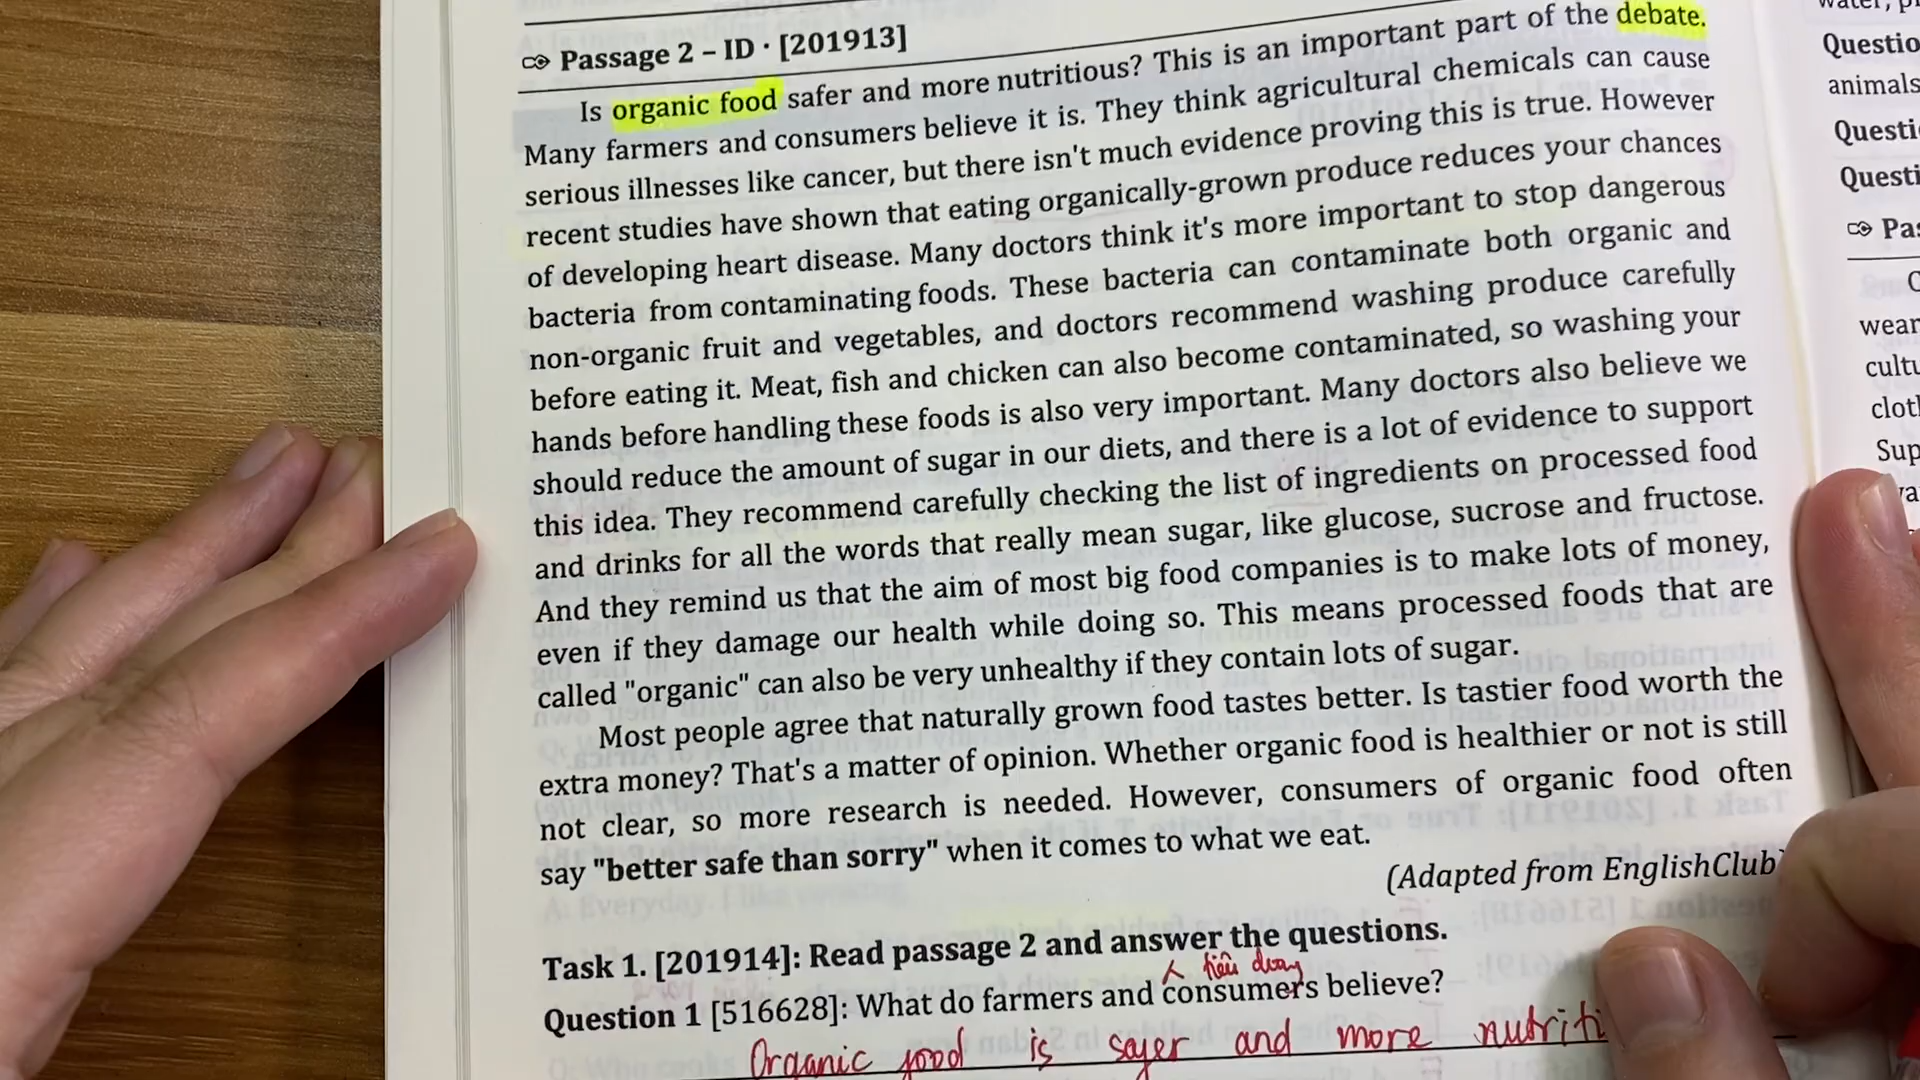 Passage 2 – ID · [201913]
Is organic food safer and more nutritious? This is an important part of the debate.
Many farmers and consumers believe it is. They think agricultural chemicals can cause
serious illnesses like cancer, but there isn't much evidence proving this is true. However
recent studies have shown that eating organically-grown produce reduces your chances
of developing heart disease. Many doctors think it's more important to stop dangerous
bacteria from contaminating foods. These bacteria can contaminate both organic and
non-organic fruit and vegetables, and doctors recommend washing produce carefully
before eating it. Meat, fish and chicken can also become contaminated, so washing your
hands before handling these foods is also very important. Many doctors also believe we
should reduce the amount of sugar in our diets, and there is a lot of evidence to support
this idea. They recommend carefully checking the list of ingredients on processed food
and drinks for all the words that really mean sugar, like glucose, sucrose and fructose.
And they remind us that the aim of most big food companies is to make lots of money,
even if they damage our health while doing so. This means processed foods that are
called "organic" can also be very unhealthy if they contain lots of sugar.
Most people agree that naturally grown food tastes better. Is tastier food worth the
extra money? That's a matter of opinion. Whether organic food is healthier or not is still
not clear, so more research is needed. However, consumers of organic food often
say "better safe than sorry" when it comes to what we eat.
(Adapted from EnglishClub)
Task 1. [201914]: Read passage 2 and answer the questions.
tiêu dùng
Question 1 [516628]: What do farmers and consumers believe?
Organic food is safer and more nutriti
water, p
Questio
animals
Questi
Questi
Pas
wear
cultu
clot
Sup